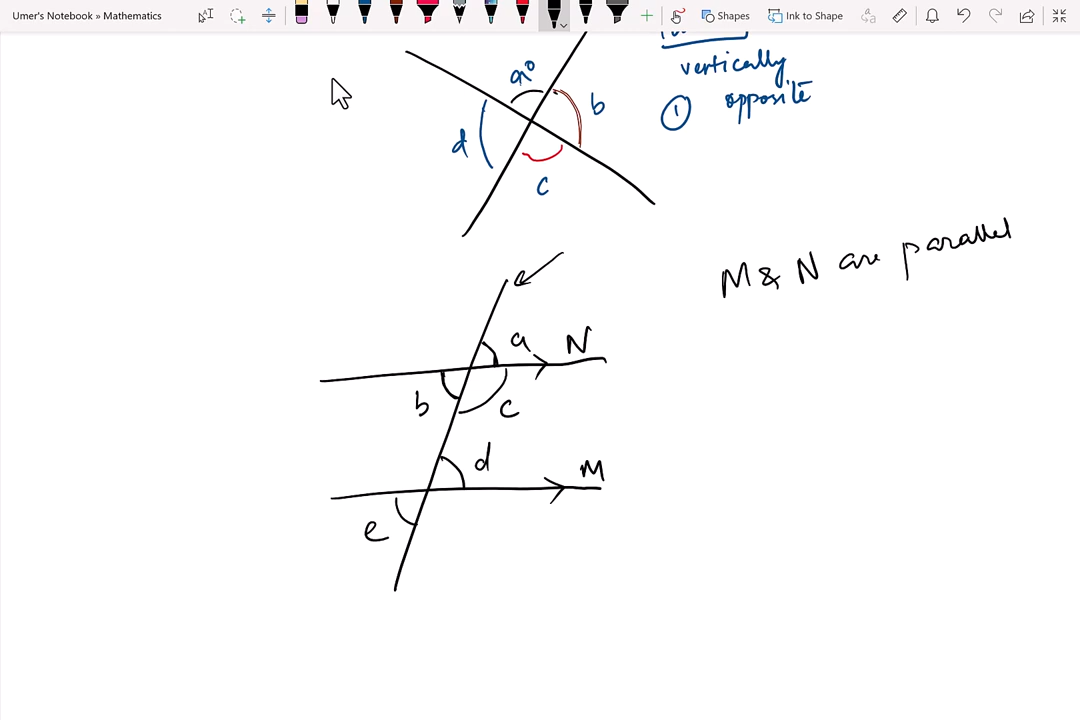 Umer's Notebook » Mathematics
Shapes
Ink to Shape
a°
b
d
c
vertically
① opposite
M & N are parallel
a
N
b
c
d
M
e